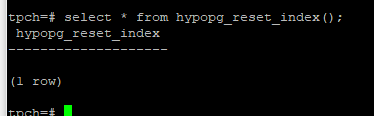 tpch=# select * from hypopg_reset_index();
 hypopg_reset_index
--------------------

(1 row)

tpch=#